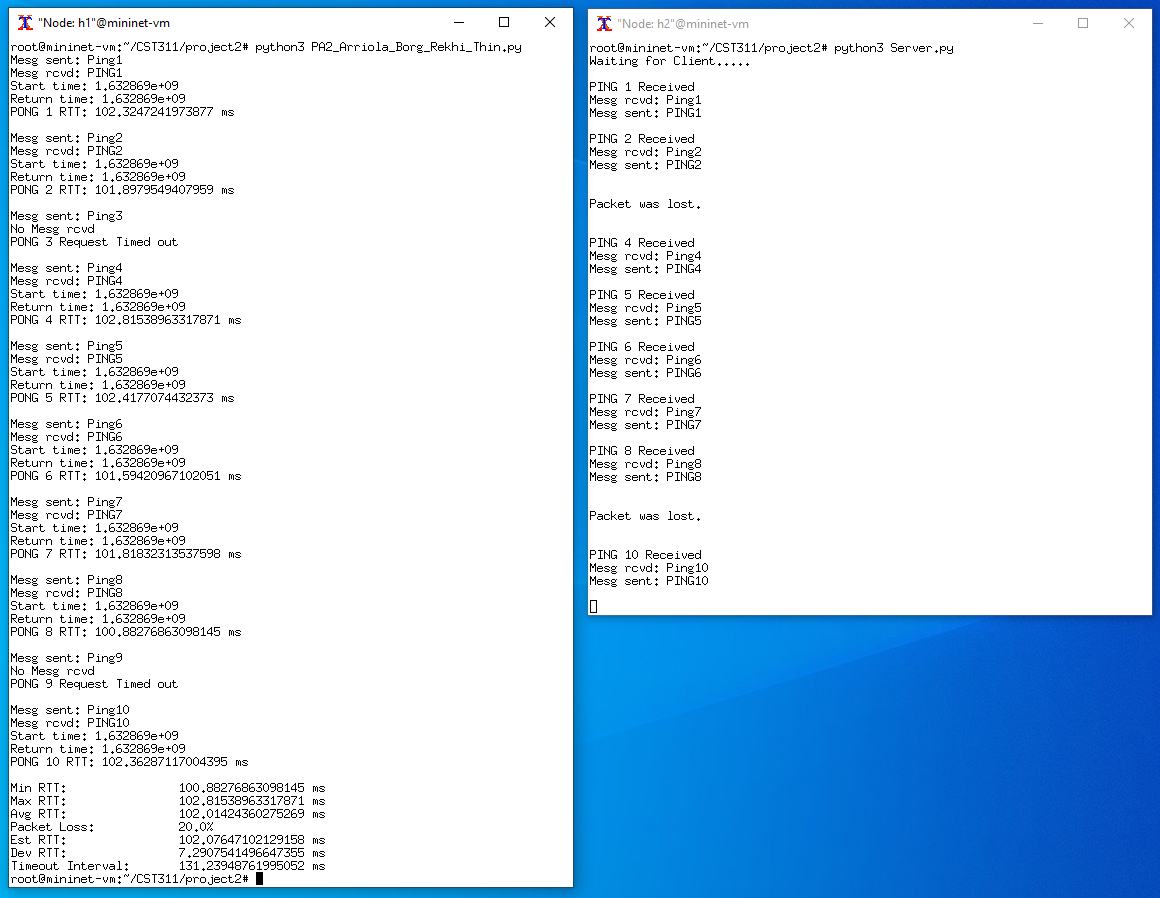 "Node: h1"@mininet-vm
root@mininet-vm:~/CST311/project2# python3 PA2_Arriola_Borg_Rekhi_Thin.py
Mesg sent: Ping1
Mesg rcvd: PING1
Start time: 1.632869e+09
Return time: 1.632869e+09
PONG 1 RTT: 102.3247241973877 ms
Mesg sent: Ping2
Mesg rcvd: PING2
Start time: 1.632869e+09
Return time: 1.632869e+09
PONG 2 RTT: 101.8979549407959 ms
Mesg sent: Ping3
No Mesg rcvd
PONG 3 Request Timed out
Mesg sent: Ping4
Mesg rcvd: PING4
Start time: 1.632869e+09
Return time: 1.632869e+09
PONG 4 RTT: 102.81538963317871 ms
Mesg sent: Ping5
Mesg rcvd: PING5
Start time: 1.632869e+09
Return time: 1.632869e+09
PONG 5 RTT: 102.4177074432373 ms
Mesg sent: Ping6
Mesg rcvd: PING6
Start time: 1.632869e+09
Return time: 1.632869e+09
PONG 6 RTT: 101.59420967102051 ms
Mesg sent: Ping7
Mesg rcvd: PING7
Start time: 1.632869e+09
Return time: 1.632869e+09
PONG 7 RTT: 101.81832313537598 ms
Mesg sent: Ping8
Mesg rcvd: PING8
Start time: 1.632869e+09
Return time: 1.632869e+09
PONG 8 RTT: 100.88276863098145 ms
Mesg sent: Ping9
No Mesg rcvd
PONG 9 Request Timed out
Mesg sent: Ping10
Mesg rcvd: PING10
Start time: 1.632869e+09
Return time: 1.632869e+09
PONG 10 RTT: 102.36287117004395 ms
Min RTT: 100.88276863098145 ms
Max RTT: 102.81538963317871 ms
Avg RTT: 102.01424360275269 ms
Packet Loss: 20.0%
Est RTT: 102.07647102129158 ms
Dev RTT: 7.2907541496647355 ms
Timeout Interval: 131.23948761995052 ms
root@mininet-vm:~/CST311/project2#
"Node: h2"@mininet-vm
root@mininet-vm:~/CST311/project2# python3 Server.py
Waiting for Client.....
PING 1 Received
Mesg rcvd: Ping1
Mesg sent: PING1
PING 2 Received
Mesg rcvd: Ping2
Mesg sent: PING2
Packet was lost.
PING 4 Received
Mesg rcvd: Ping4
Mesg sent: PING4
PING 5 Received
Mesg rcvd: Ping5
Mesg sent: PING5
PING 6 Received
Mesg rcvd: Ping6
Mesg sent: PING6
PING 7 Received
Mesg rcvd: Ping7
Mesg sent: PING7
PING 8 Received
Mesg rcvd: Ping8
Mesg sent: PING8
Packet was lost.
PING 10 Received
Mesg rcvd: Ping10
Mesg sent: PING10